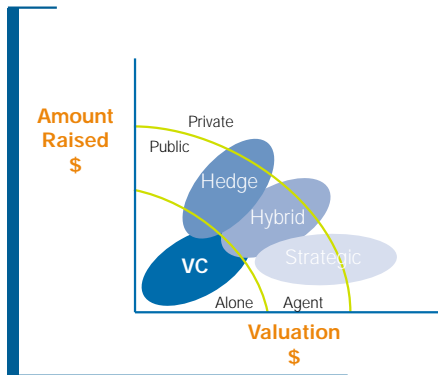 Amount
Raised
$
Private
Public
Hedge
Hybrid
Strategic
VC
Alone
Agent
Valuation
$